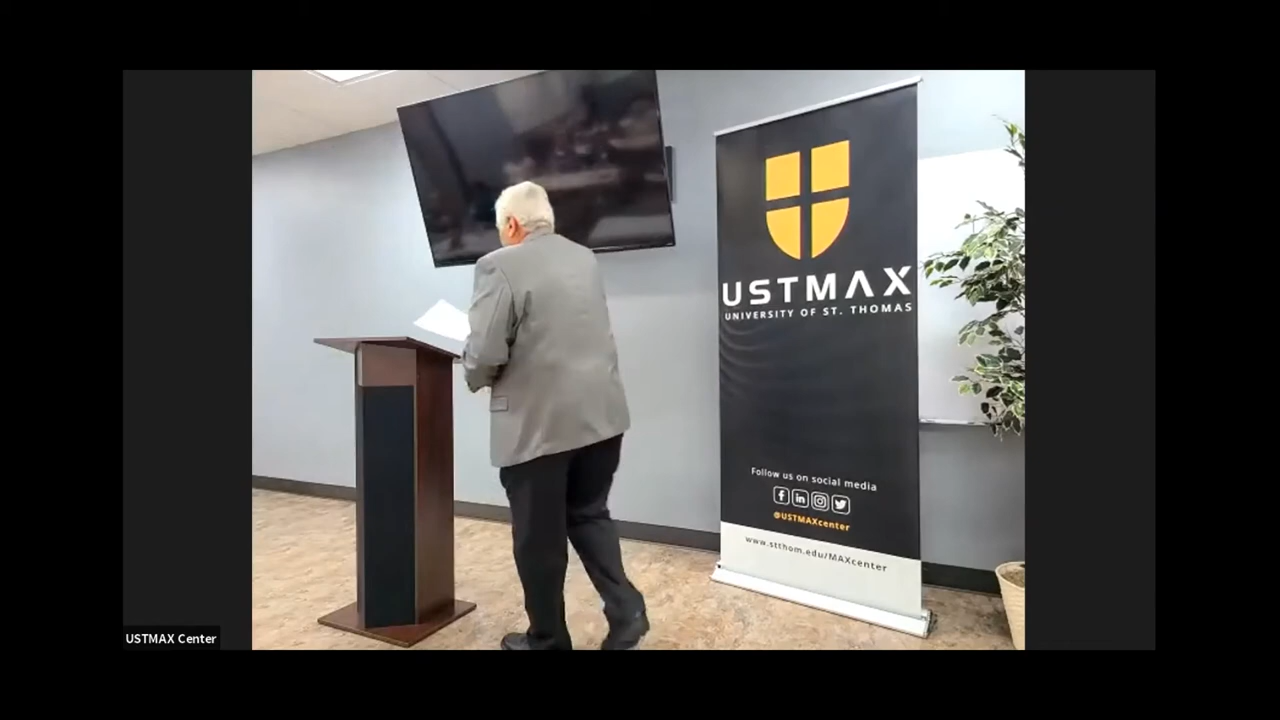 USTMAX
UNIVERSITY OF ST. THOMAS
Follow us on social media
@USTMAXcenter
www.stthom.edu/MAXcenter
USTMAX Center